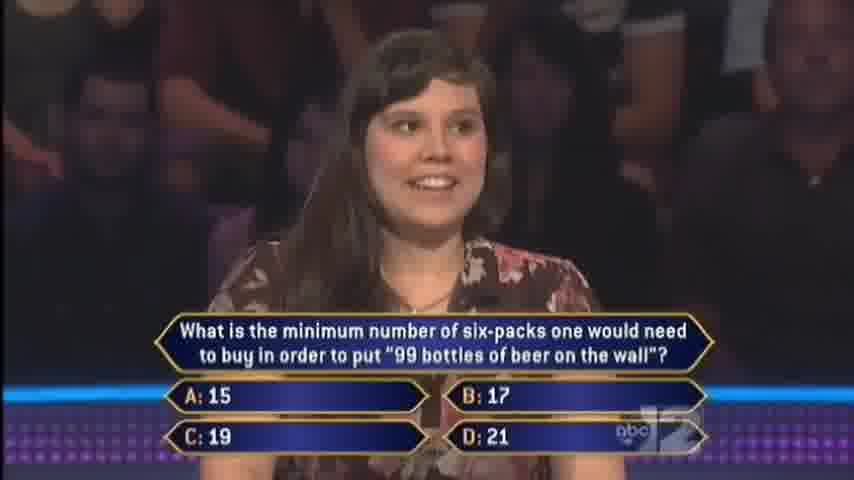 What is the minimum number of six-packs one would need
to buy in order to put "99 bottles of beer on the wall"?
A: 15
B: 17
C: 19
D: 21
abc 12